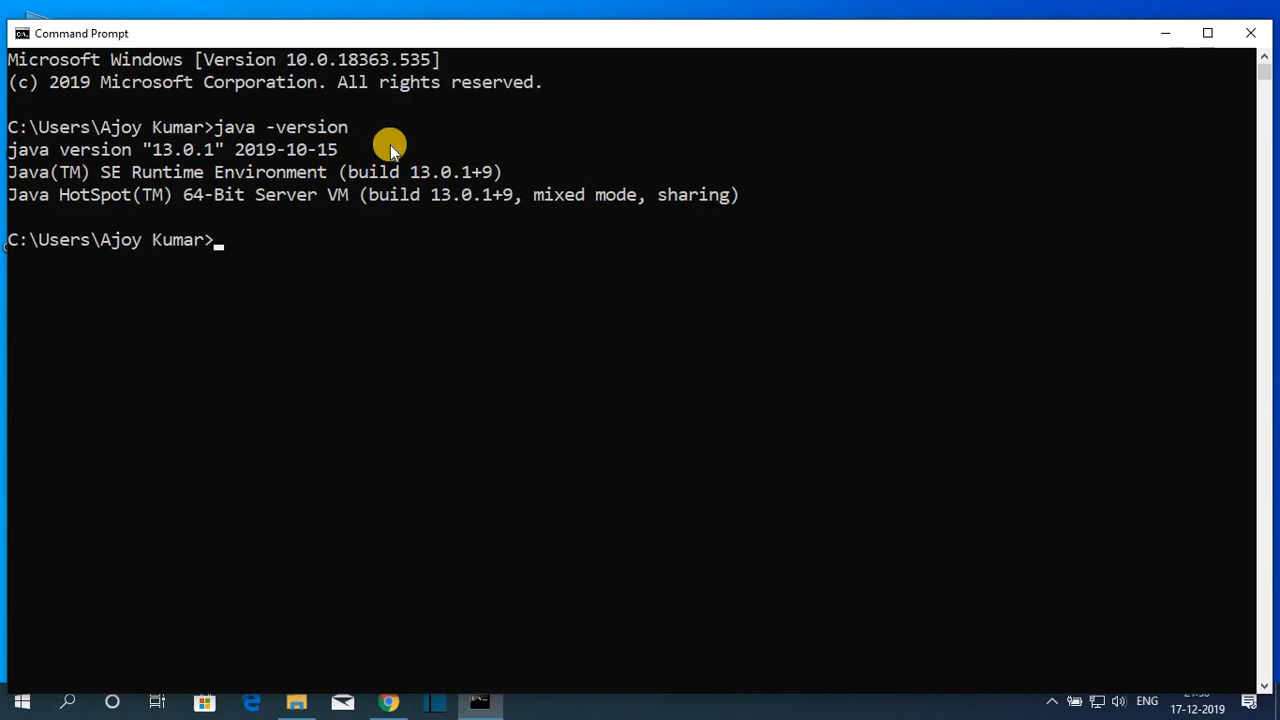 Command Prompt
Microsoft Windows [Version 10.0.18363.535]
(c) 2019 Microsoft Corporation. All rights reserved.
C:\Users\Ajoy Kumar>java -version
java version "13.0.1" 2019-10-15
Java(TM) SE Runtime Environment (build 13.0.1+9)
Java HotSpot(TM) 64-Bit Server VM (build 13.0.1+9, mixed mode, sharing)
C:\Users\Ajoy Kumar>
ENG
17-12-2019